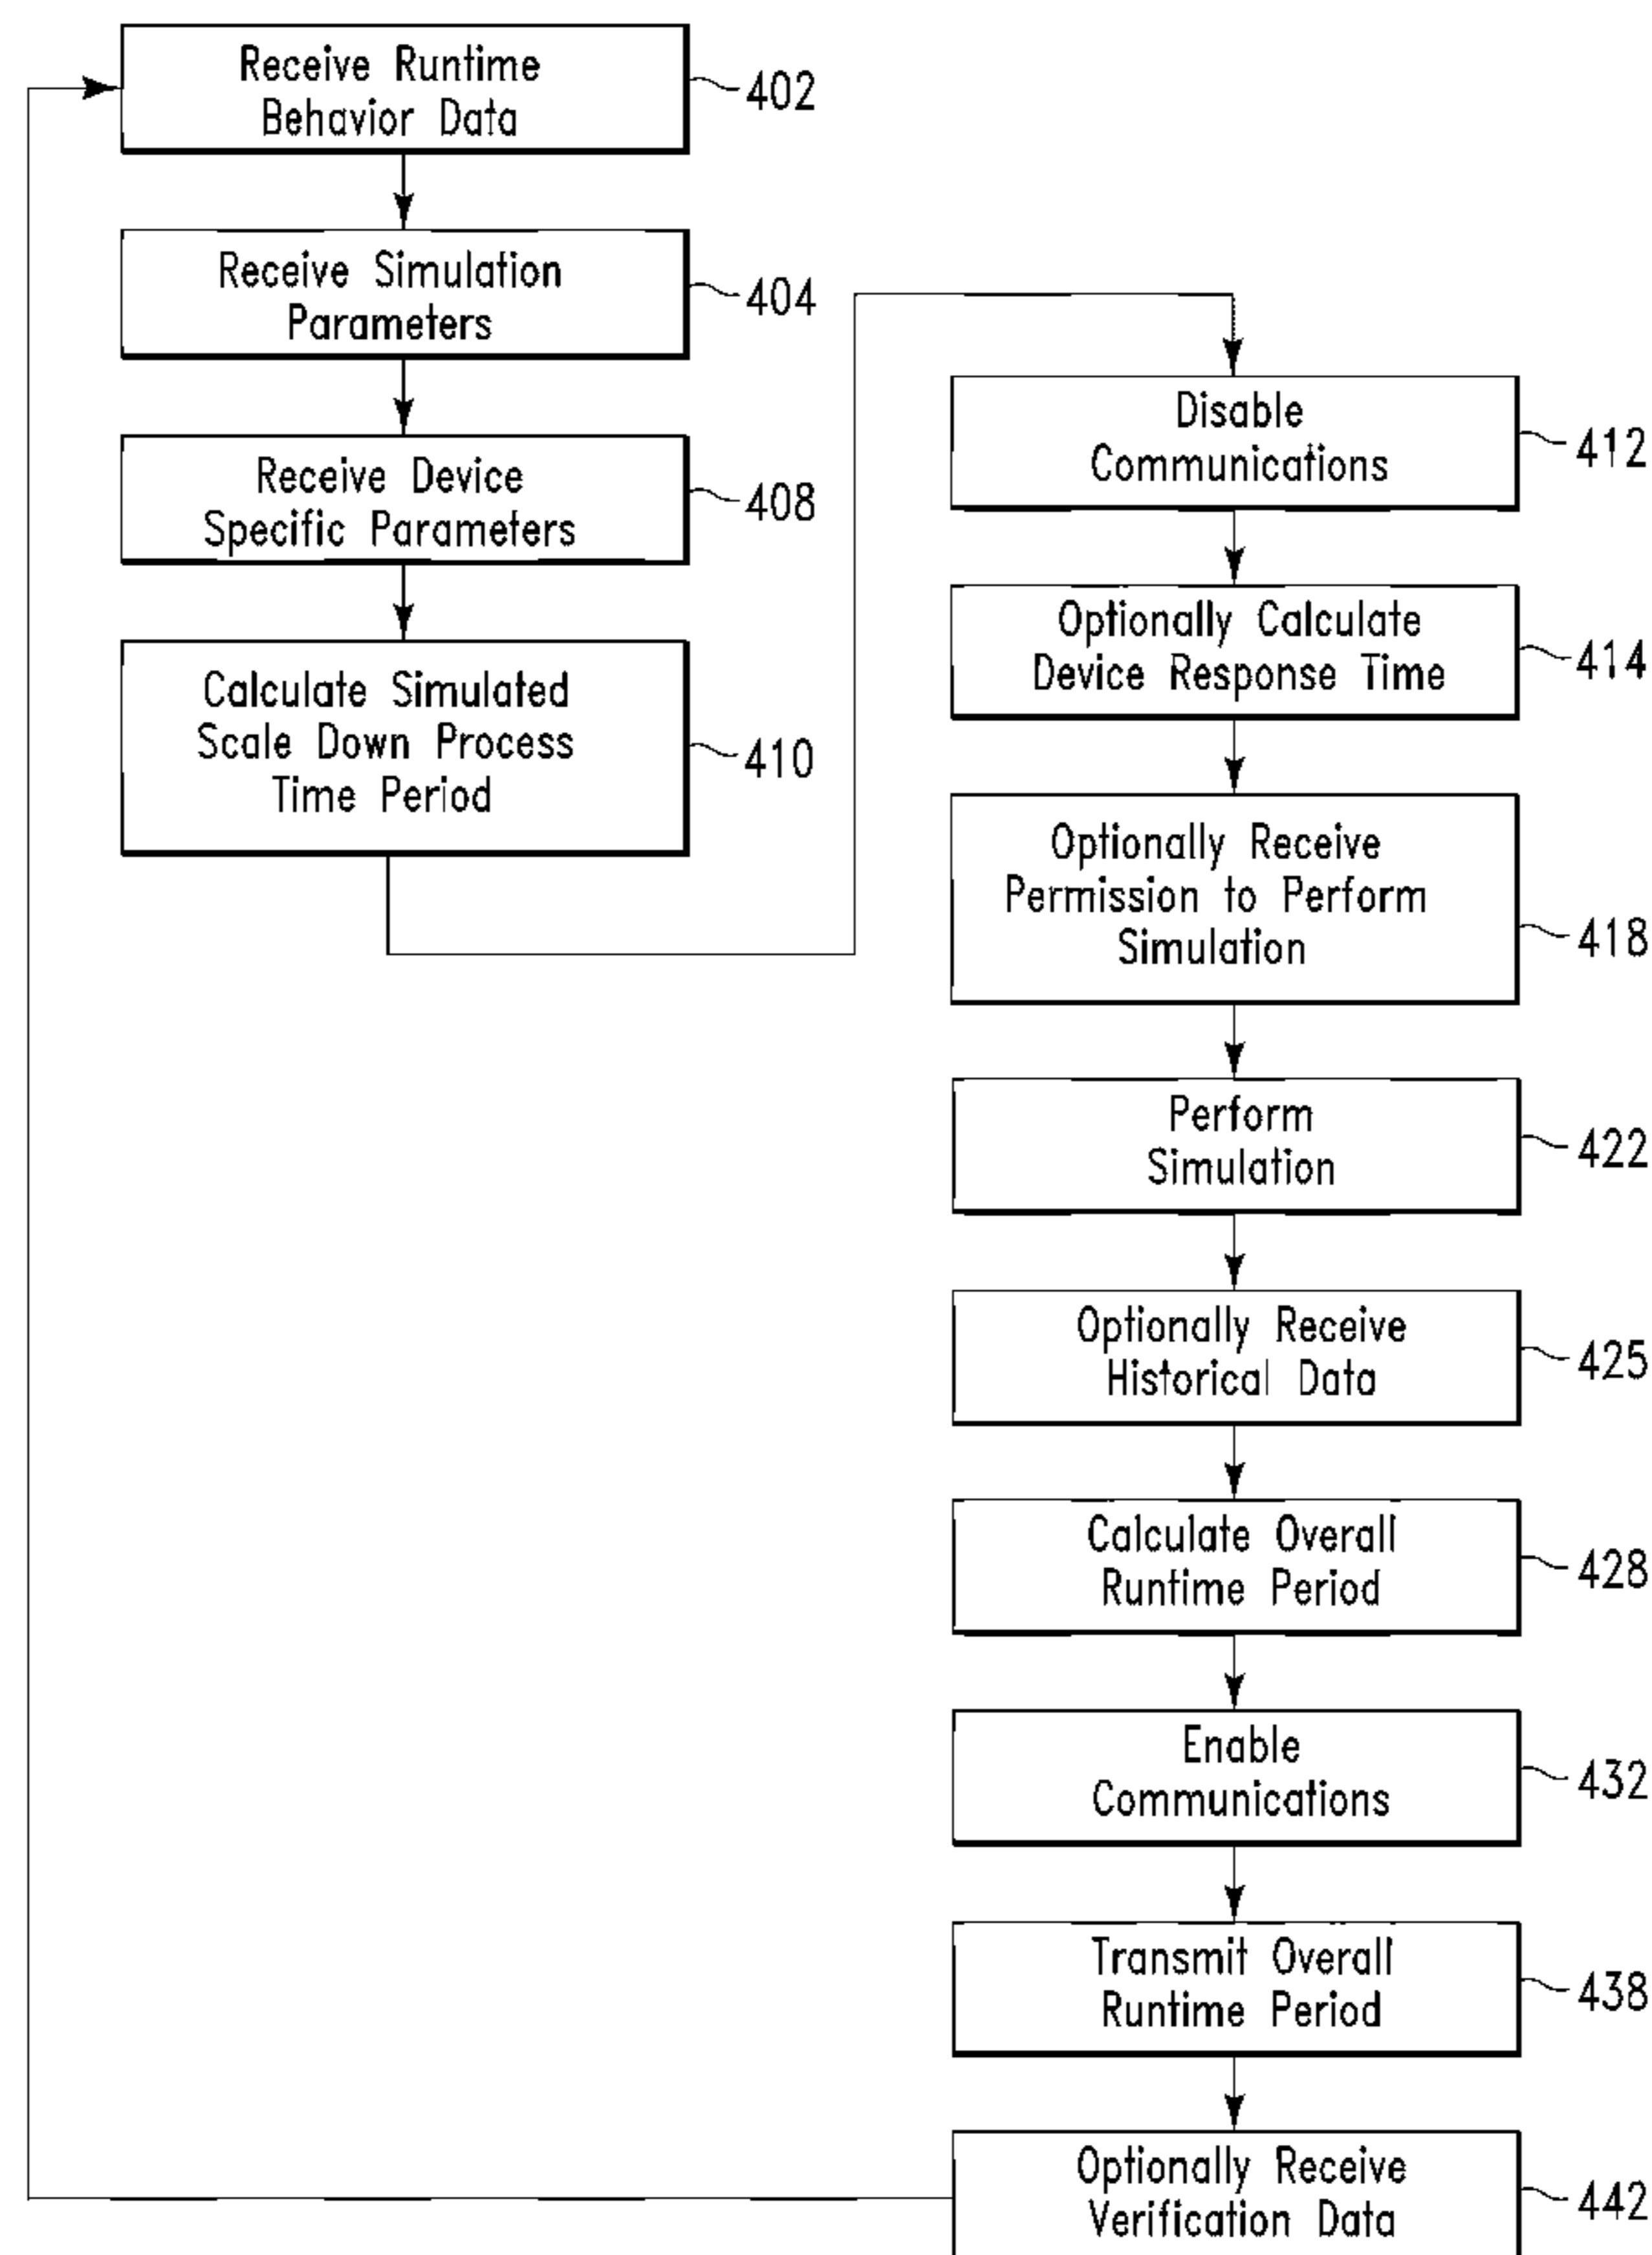 Receive Runtime
Behavior Data
402
Receive Simulation
Parameters
404
Receive Device
Specific Parameters
408
Calculate Simulated
Scale Down Process
Time Period
410
Disable
Communications
412
Optionally Calculate
Device Response Time
414
Optionally Receive
Permission to Perform
Simulation
418
Perform
Simulation
422
Optionally Receive
Historical Data
425
Calculate Overall
Runtime Period
428
Enable
Communications
432
Transmit Overall
Runtime Period
438
Optionally Receive
Verification Data
442